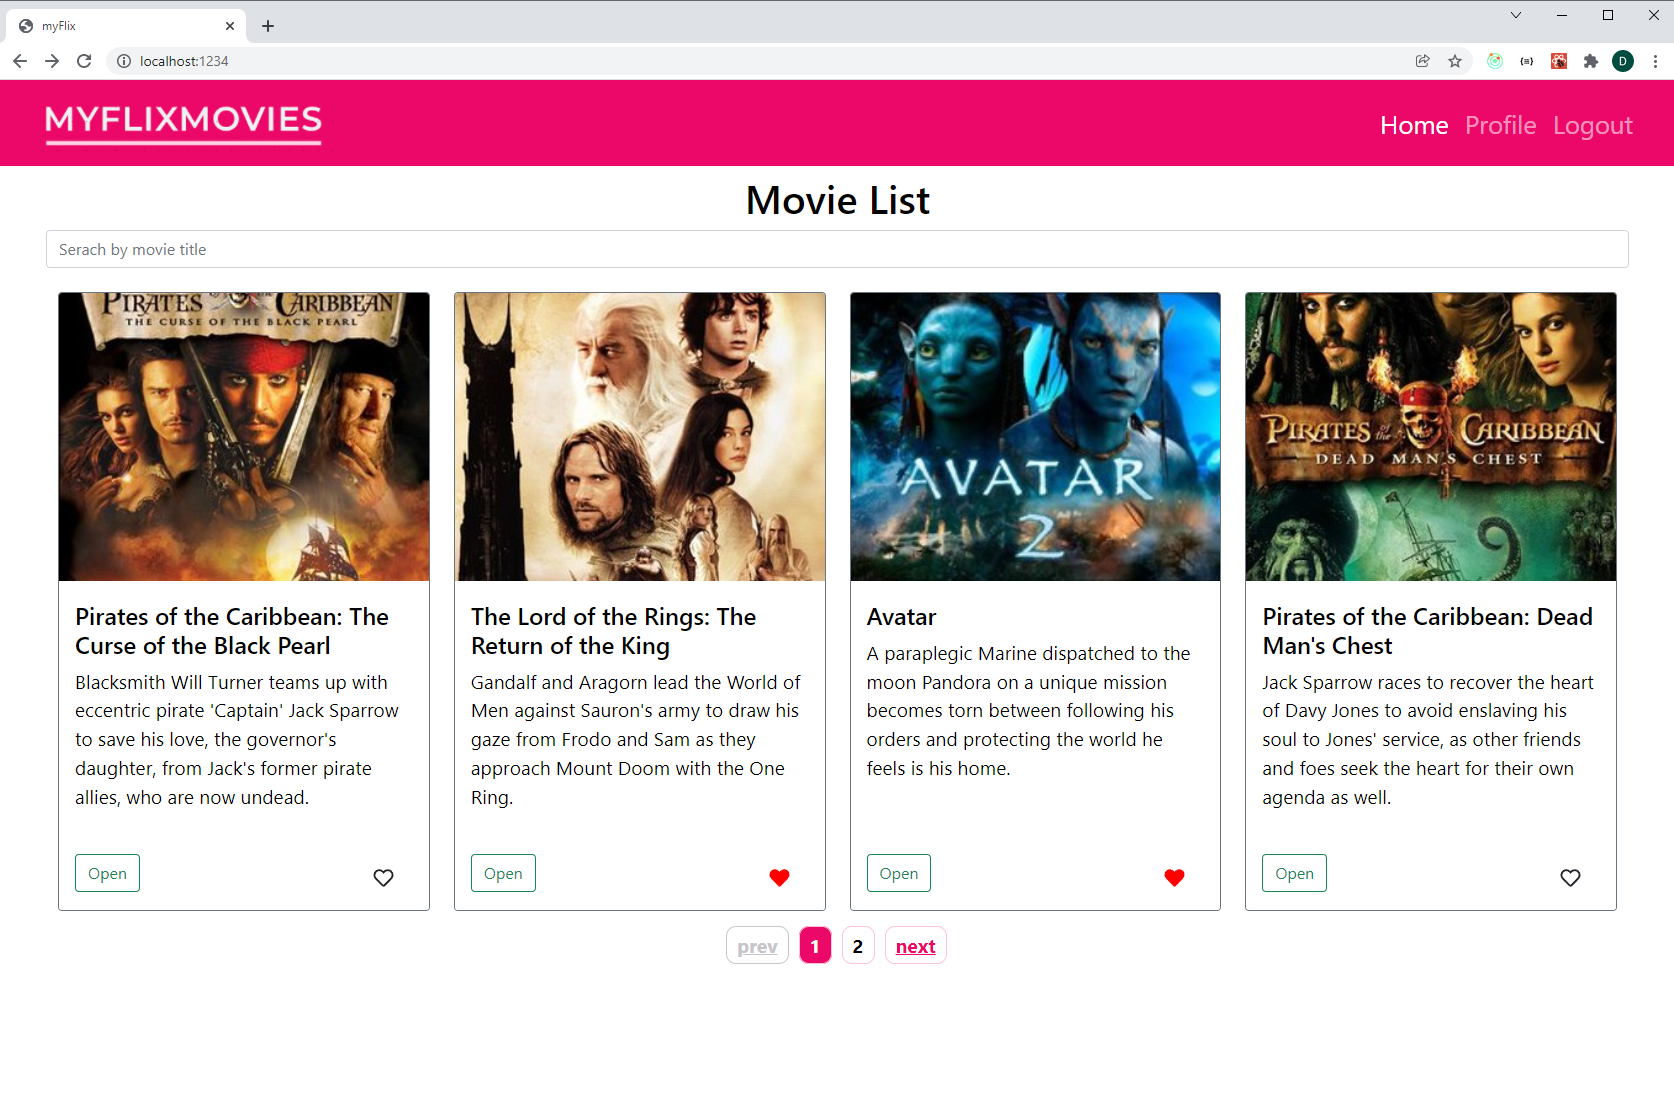 myFlix
localhost:1234
D
MYFLIXMOVIES
Home Profile Logout
Movie List
Serach by movie title
PIRATES of the CARIBBEAN
THE CURSE OF THE BLACK PEARL
Pirates of the Caribbean: The
Curse of the Black Pearl
Blacksmith Will Turner teams up with
eccentric pirate 'Captain' Jack Sparrow
to save his love, the governor's
daughter, from Jack's former pirate
allies, who are now undead.
Open
The Lord of the Rings: The
Return of the King
Gandalf and Aragorn lead the World of
Men against Sauron's army to draw his
gaze from Frodo and Sam as they
approach Mount Doom with the One
Ring.
Open
AVATAR
2
Avatar
A paraplegic Marine dispatched to the
moon Pandora on a unique mission
becomes torn between following his
orders and protecting the world he
feels is his home.
Open
PIRATES of the CARIBBEAN
DEAD MAN'S CHEST
Pirates of the Caribbean: Dead
Man's Chest
Jack Sparrow races to recover the heart
of Davy Jones to avoid enslaving his
soul to Jones' service, as other friends
and foes seek the heart for their own
agenda as well.
Open
prev 1 2 next